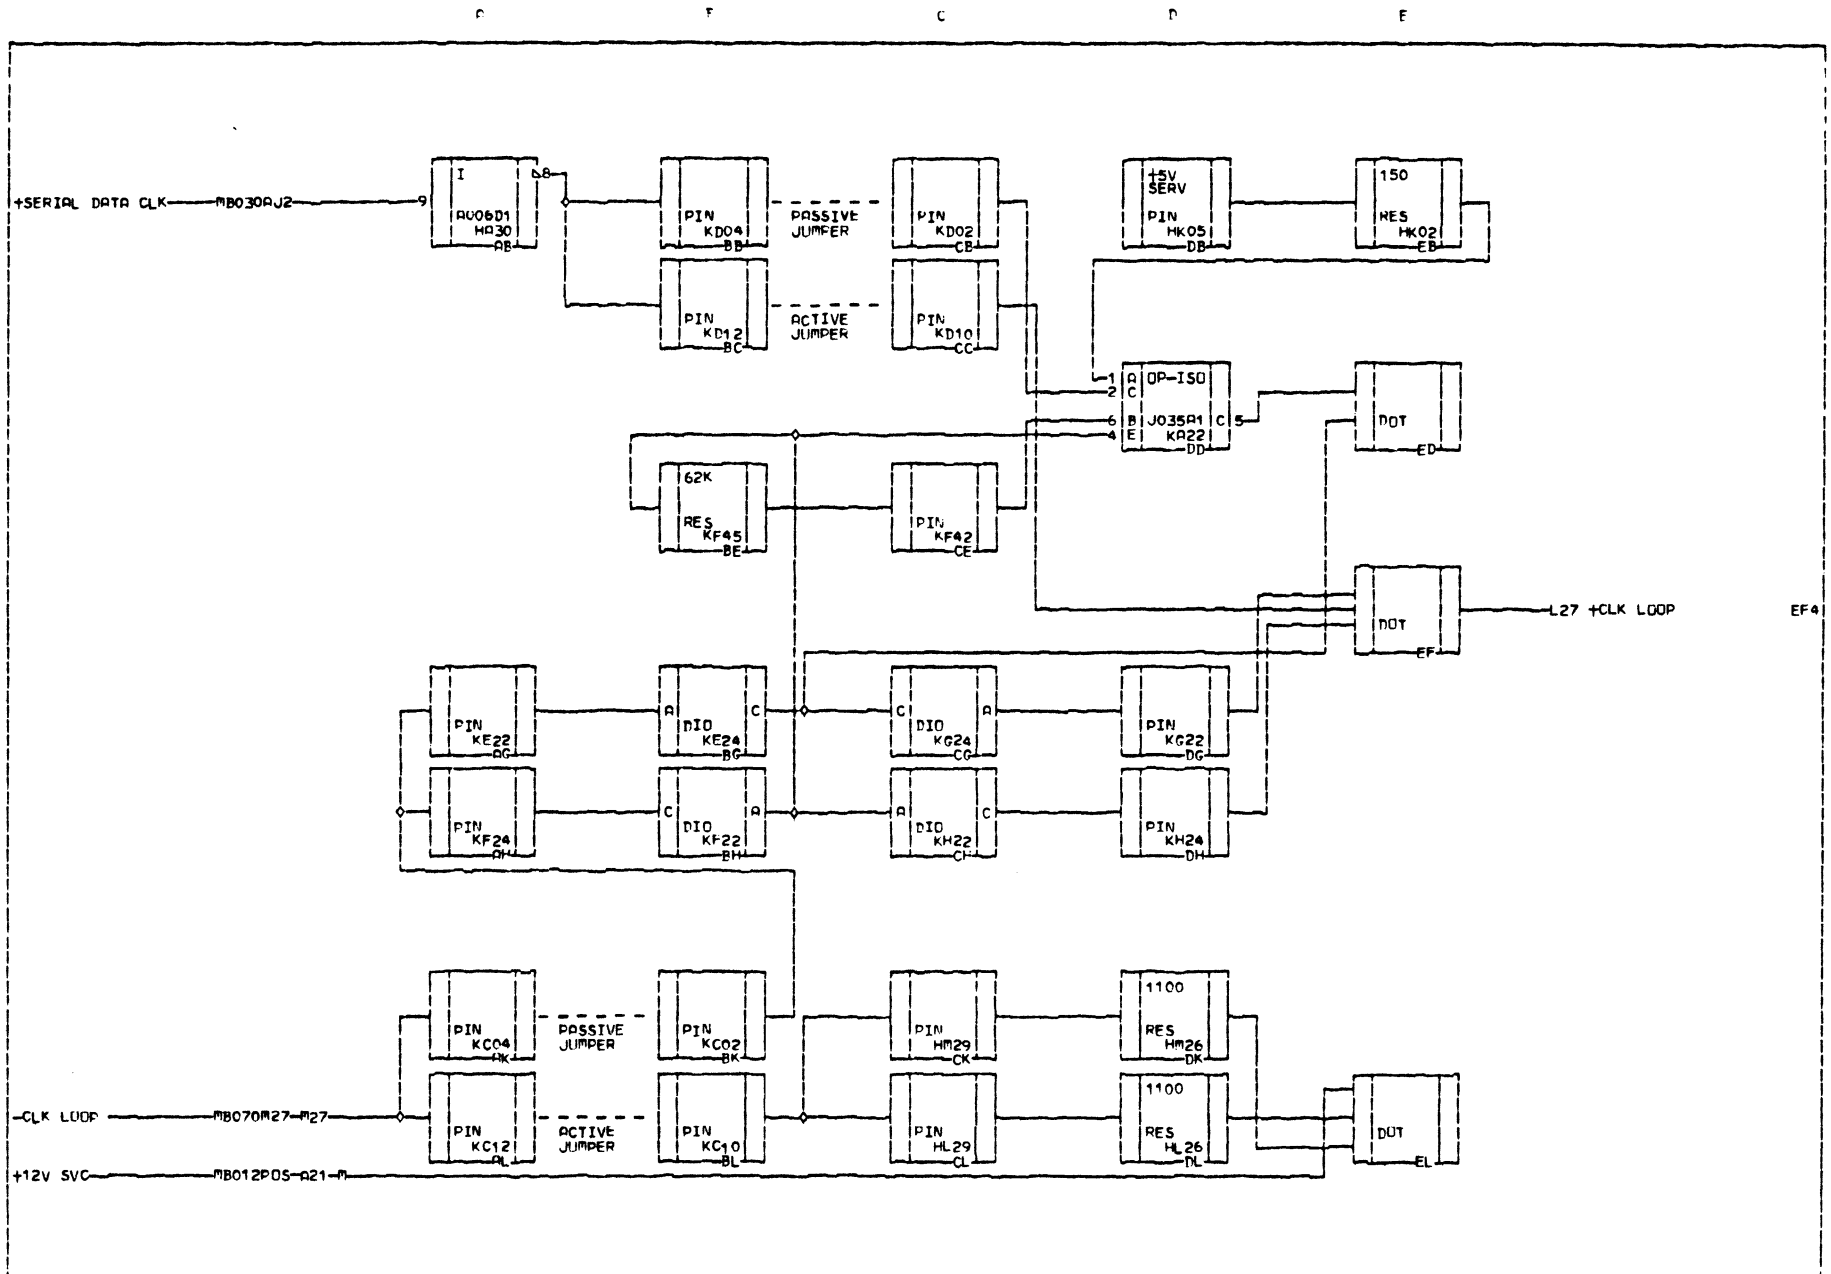 A F C D E
I 8
+SERIAL DATA CLK MB030AJ2 9
AU06D1
HA30
AB
PIN
KD04
BB
PASSIVE
JUMPER
PIN
KD02
CB
+5V
SERV
PIN
HK05
DB
150
RES
HK02
EB
PIN
KD12
BC
ACTIVE
JUMPER
PIN
KD10
CC
1 A OP-ISO
2 C
6 B J035A1 C 5
4 E KA22
DD
DOT
ED
62K
RES
KF45
BE
PIN
KF42
CE
DOT
EF
L27 +CLK LOOP EF4
PIN
KE22
AG
A C
DIO
KE24
BG
C A
DIO
KG24
CG
PIN
KG22
DG
PIN
KF24
AH
C A
DIO
KF22
BH
A C
DIO
KH22
CH
PIN
KH24
DH
PIN
KC04
AK
PASSIVE
JUMPER
PIN
KC02
BK
PIN
HM29
CK
1100
RES
HM26
DK
-CLK LOOP MB070M27-M27
PIN
KC12
AL
ACTIVE
JUMPER
PIN
KC10
BL
PIN
HL29
CL
1100
RES
HL26
DL
DOT
EL
+12V SVC MB012POS-A21-M